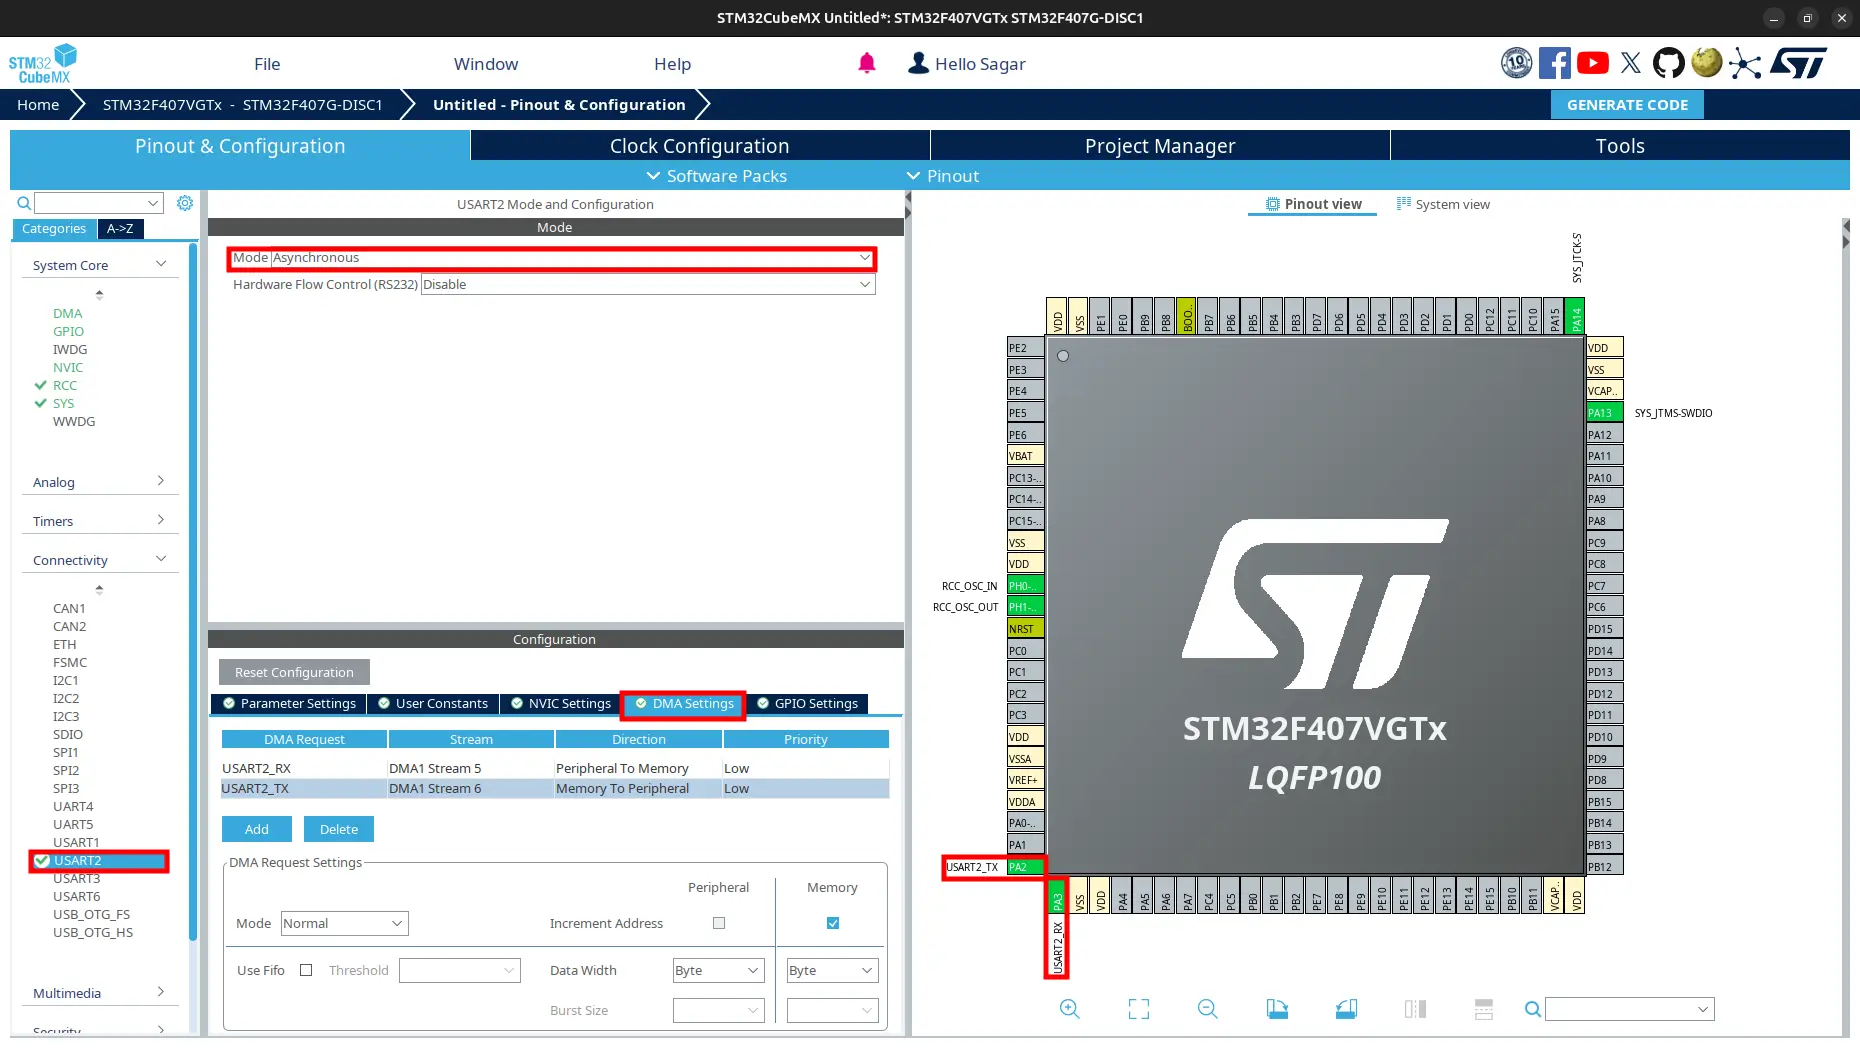 STM32CubeMX Untitled*: STM32F407VGTx STM32F407G-DISC1
STM32 CubeMX
File
Window
Help
Hello Sagar
10
ST
Home
STM32F407VGTx - STM32F407G-DISC1
Untitled - Pinout & Configuration
GENERATE CODE
Pinout & Configuration
Clock Configuration
Project Manager
Tools
Software Packs
Pinout
Categories
A->Z
System Core
DMA
GPIO
IWDG
NVIC
RCC
SYS
WWDG
Analog
Timers
Connectivity
CAN1
CAN2
ETH
FSMC
I2C1
I2C2
I2C3
SDIO
SPI1
SPI2
SPI3
UART4
UART5
USART1
USART2
USART3
USART6
USB_OTG_FS
USB_OTG_HS
Multimedia
Security
USART2 Mode and Configuration
Mode
Mode Asynchronous
Hardware Flow Control (RS232) Disable
Configuration
Reset Configuration
Parameter Settings
User Constants
NVIC Settings
DMA Settings
GPIO Settings
DMA Request Stream Direction Priority
USART2_RX DMA1 Stream 5 Peripheral To Memory Low
USART2_TX DMA1 Stream 6 Memory To Peripheral Low
Add
Delete
DMA Request Settings
Peripheral
Memory
Mode Normal
Increment Address
Use Fifo
Threshold
Data Width
Byte
Byte
Burst Size
Pinout view
System view
SYS_JTCK-S
VDD
VSS
PE1
PE0
PB9
PB8
BOO..
PB7
PB6
PB5
PB4
PB3
PD7
PD6
PD5
PD4
PD3
PD2
PD1
PD0
PC12
PC11
PC10
PA15
PA14
PE2
PE3
PE4
PE5
PE6
VBAT
PC13-..
PC14-..
PC15-..
VSS
VDD
RCC_OSC_IN
PH0-..
RCC_OSC_OUT
PH1-..
NRST
PC0
PC1
PC2
PC3
VDD
VSSA
VREF+
VDDA
PA0-..
PA1
USART2_TX
PA2
STM32F407VGTx
LQFP100
VDD
VSS
VCAP..
PA13
SYS_JTMS-SWDIO
PA12
PA11
PA10
PA9
PA8
PC9
PC8
PC7
PC6
PD15
PD14
PD13
PD12
PD11
PD10
PD9
PD8
PB15
PB14
PB13
PB12
PA3
VSS
VDD
PA4
PA5
PA6
PA7
PC4
PC5
PB0
PB1
PB2
PE7
PE8
PE9
PE10
PE11
PE12
PE13
PE14
PE15
PB10
PB11
VCAP..
VDD
USART2_RX